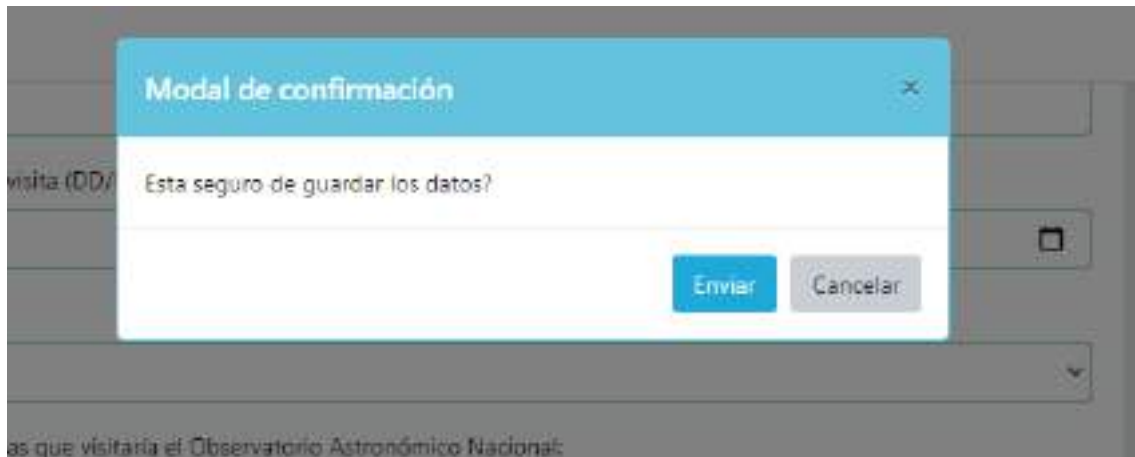 Modal de confirmación
×
visita (DD/
Esta seguro de guardar los datos?
Enviar Cancelar
as que visitaría el Observatorio Astronómico Nacional: